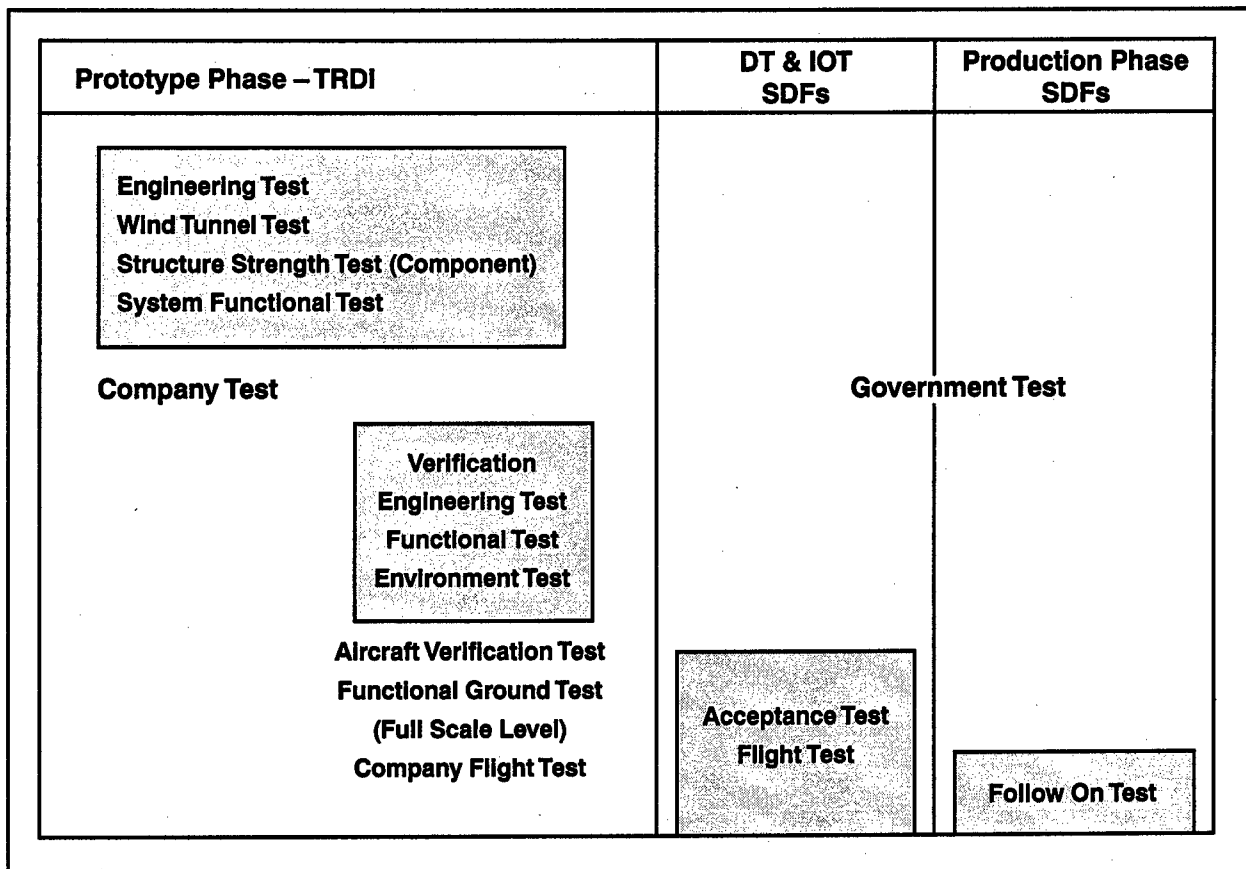 Prototype Phase – TRDI
DT & IOT
SDFs
Production Phase
SDFs
Engineering Test
Wind Tunnel Test
Structure Strength Test (Component)
System Functional Test
Company Test
Government Test
Verification
Engineering Test
Functional Test
Environment Test
Aircraft Verification Test
Functional Ground Test
(Full Scale Level)
Company Flight Test
Acceptance Test
Flight Test
Follow On Test